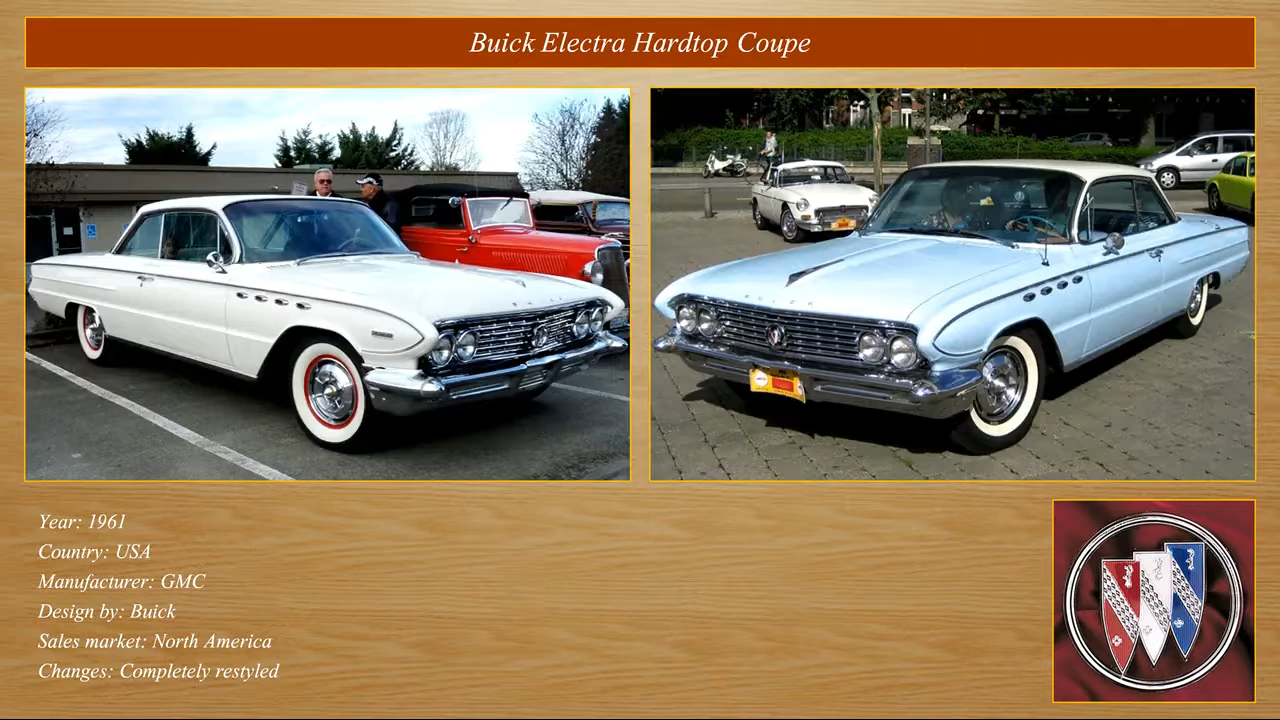 Buick Electra Hardtop Coupe
BUICK
Year: 1961
Country: USA
Manufacturer: GMC
Design by: Buick
Sales market: North America
Changes: Completely restyled